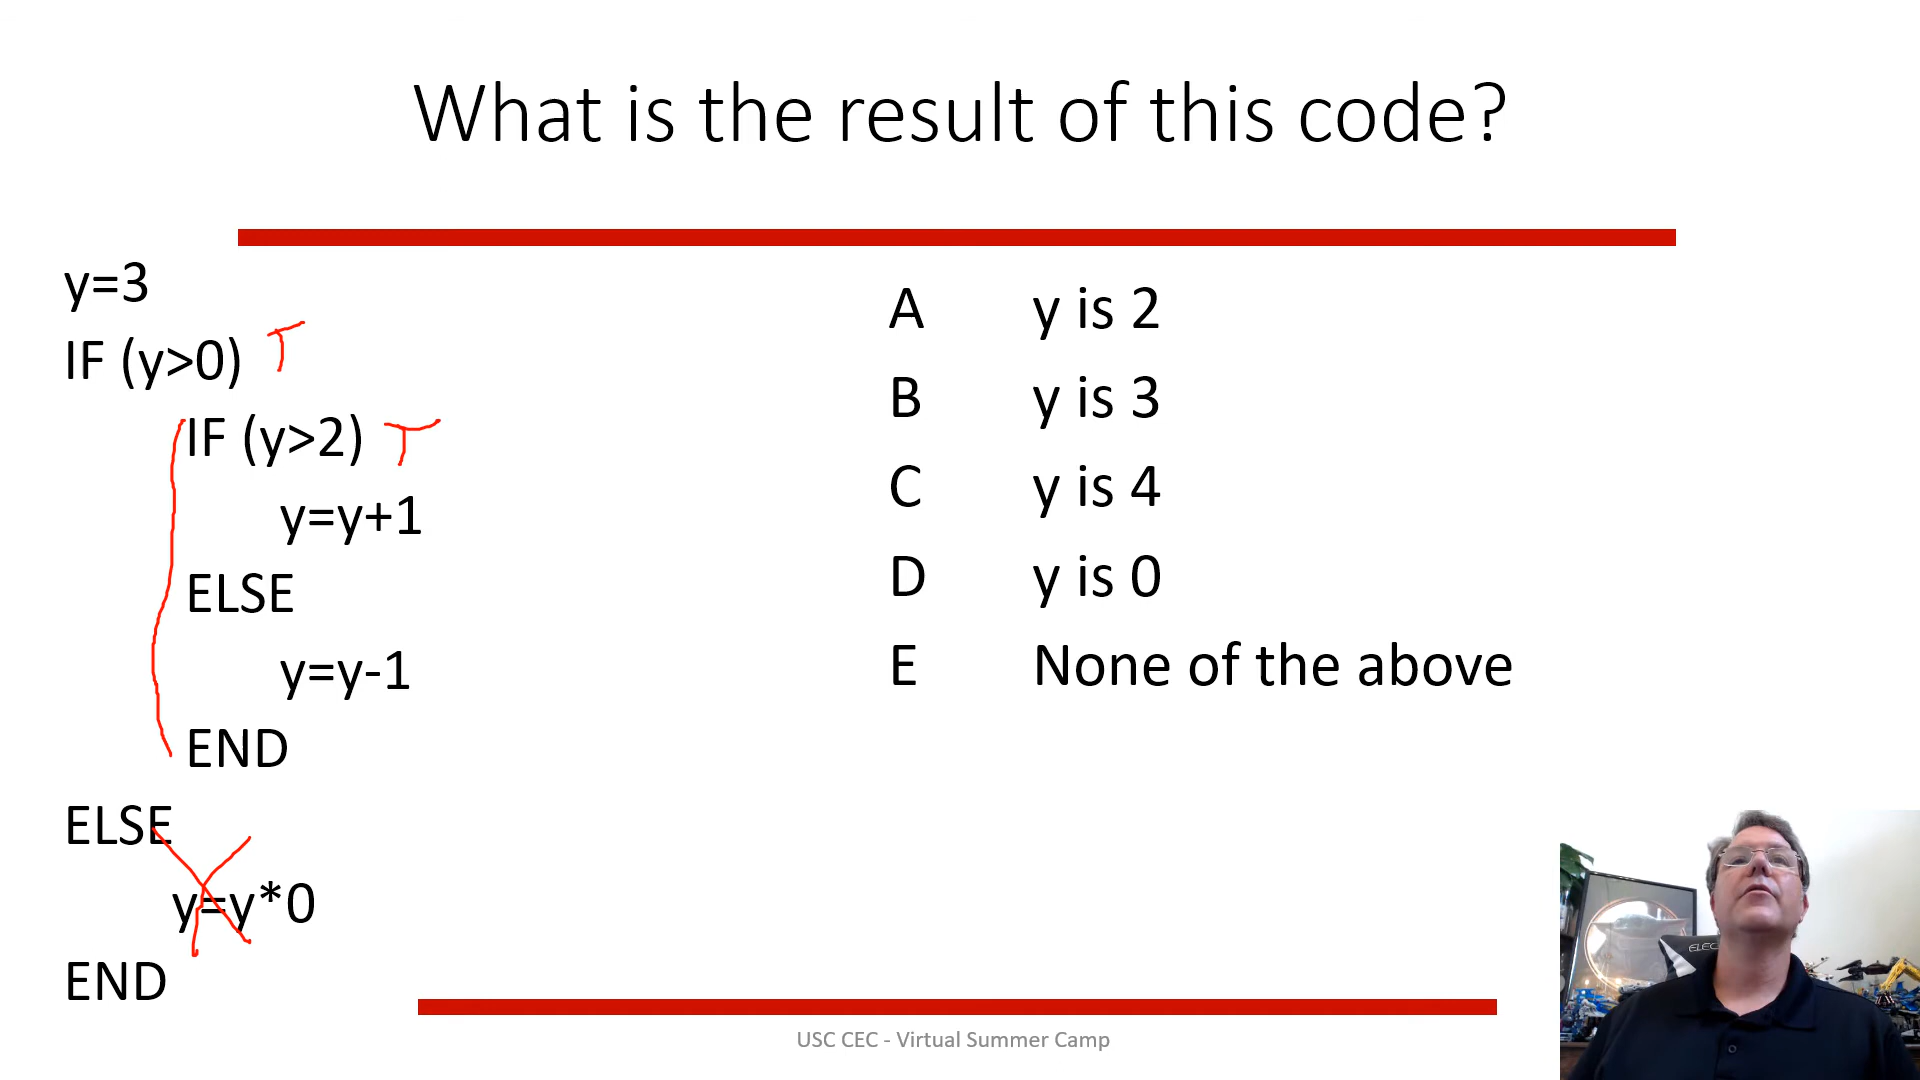 What is the result of this code?
y=3
IF (y>0) T
IF (y>2) T
y=y+1
ELSE
y=y-1
END
ELSE
y=y*0
END
A y is 2
B y is 3
C y is 4
D y is 0
E None of the above
ELEC
USC CEC - Virtual Summer Camp